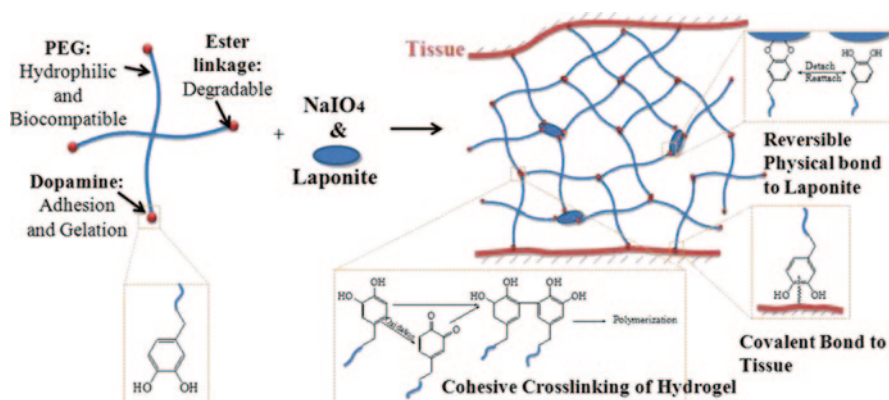 PEG:
Hydrophilic
and
Biocompatible
Ester
linkage:
Degradable
Dopamine:
Adhesion
and Gelation
HO
OH
+
NaIO4
&
Laponite
Tissue
O
O
Detach
Reattach
HO
OH
Reversible
Physical bond
to Laponite
OH
HO
Oxidation
O
O
HO
OH
OH
OH
Polymerization
Cohesive Crosslinking of Hydrogel
HO
OH
Covalent Bond to
Tissue